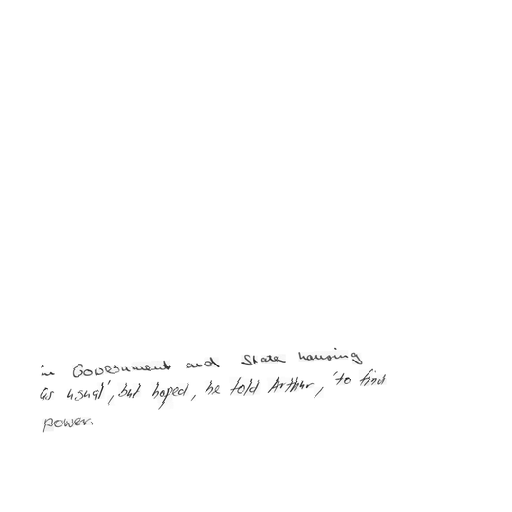 in Government and State housing
as usual', but hoped, he told Arthur, 'to find
power.